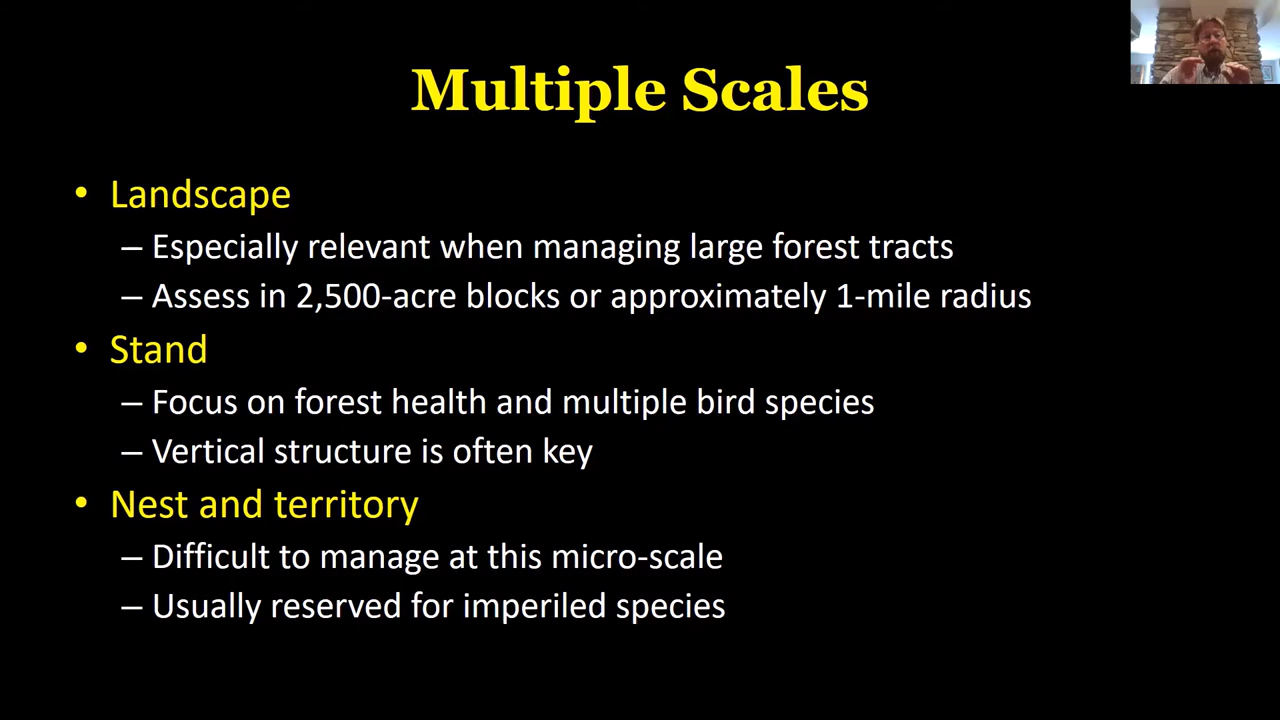 Multiple Scales
• Landscape
– Especially relevant when managing large forest tracts
– Assess in 2,500-acre blocks or approximately 1-mile radius
• Stand
– Focus on forest health and multiple bird species
– Vertical structure is often key
• Nest and territory
– Difficult to manage at this micro-scale
– Usually reserved for imperiled species